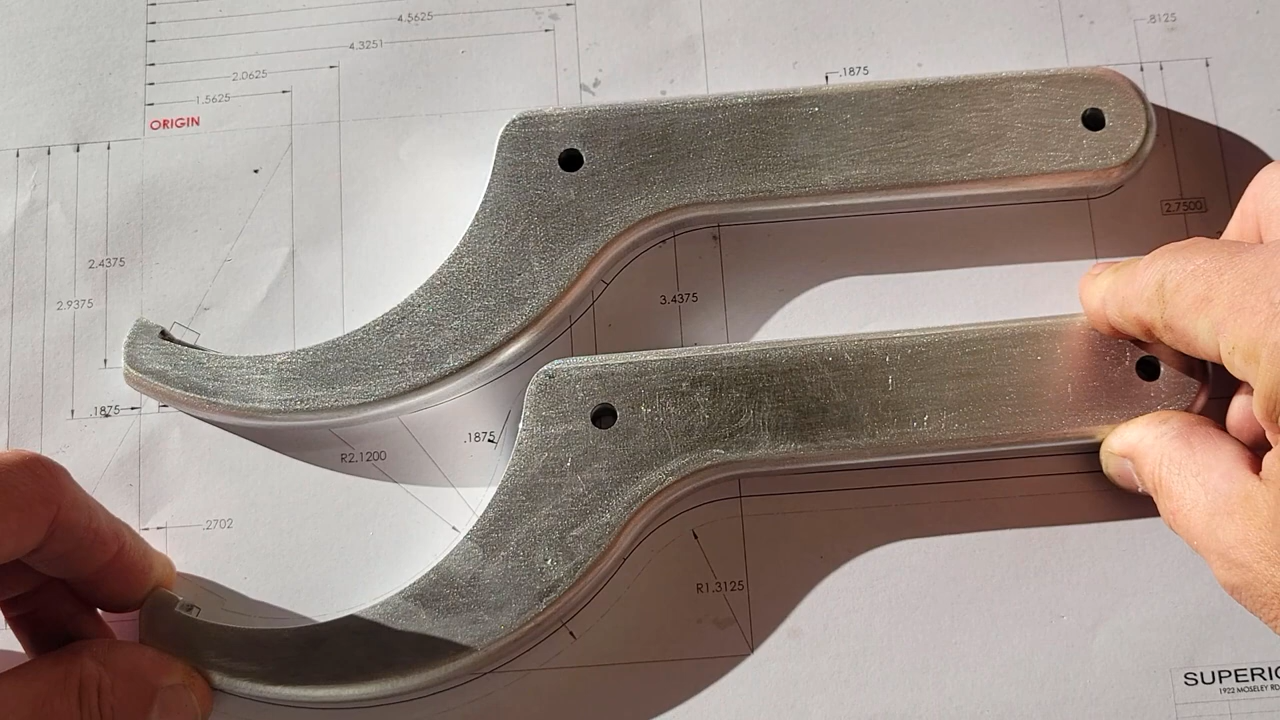 4.5625
.8125
4.3251
2.0625
.1875
1.5625
ORIGIN
2.7500
2.4375
3.4375
2.9375
.1875
.1875
R2.1200
.2702
R1.3125
SUPERIO
1922 MOSELEY RD